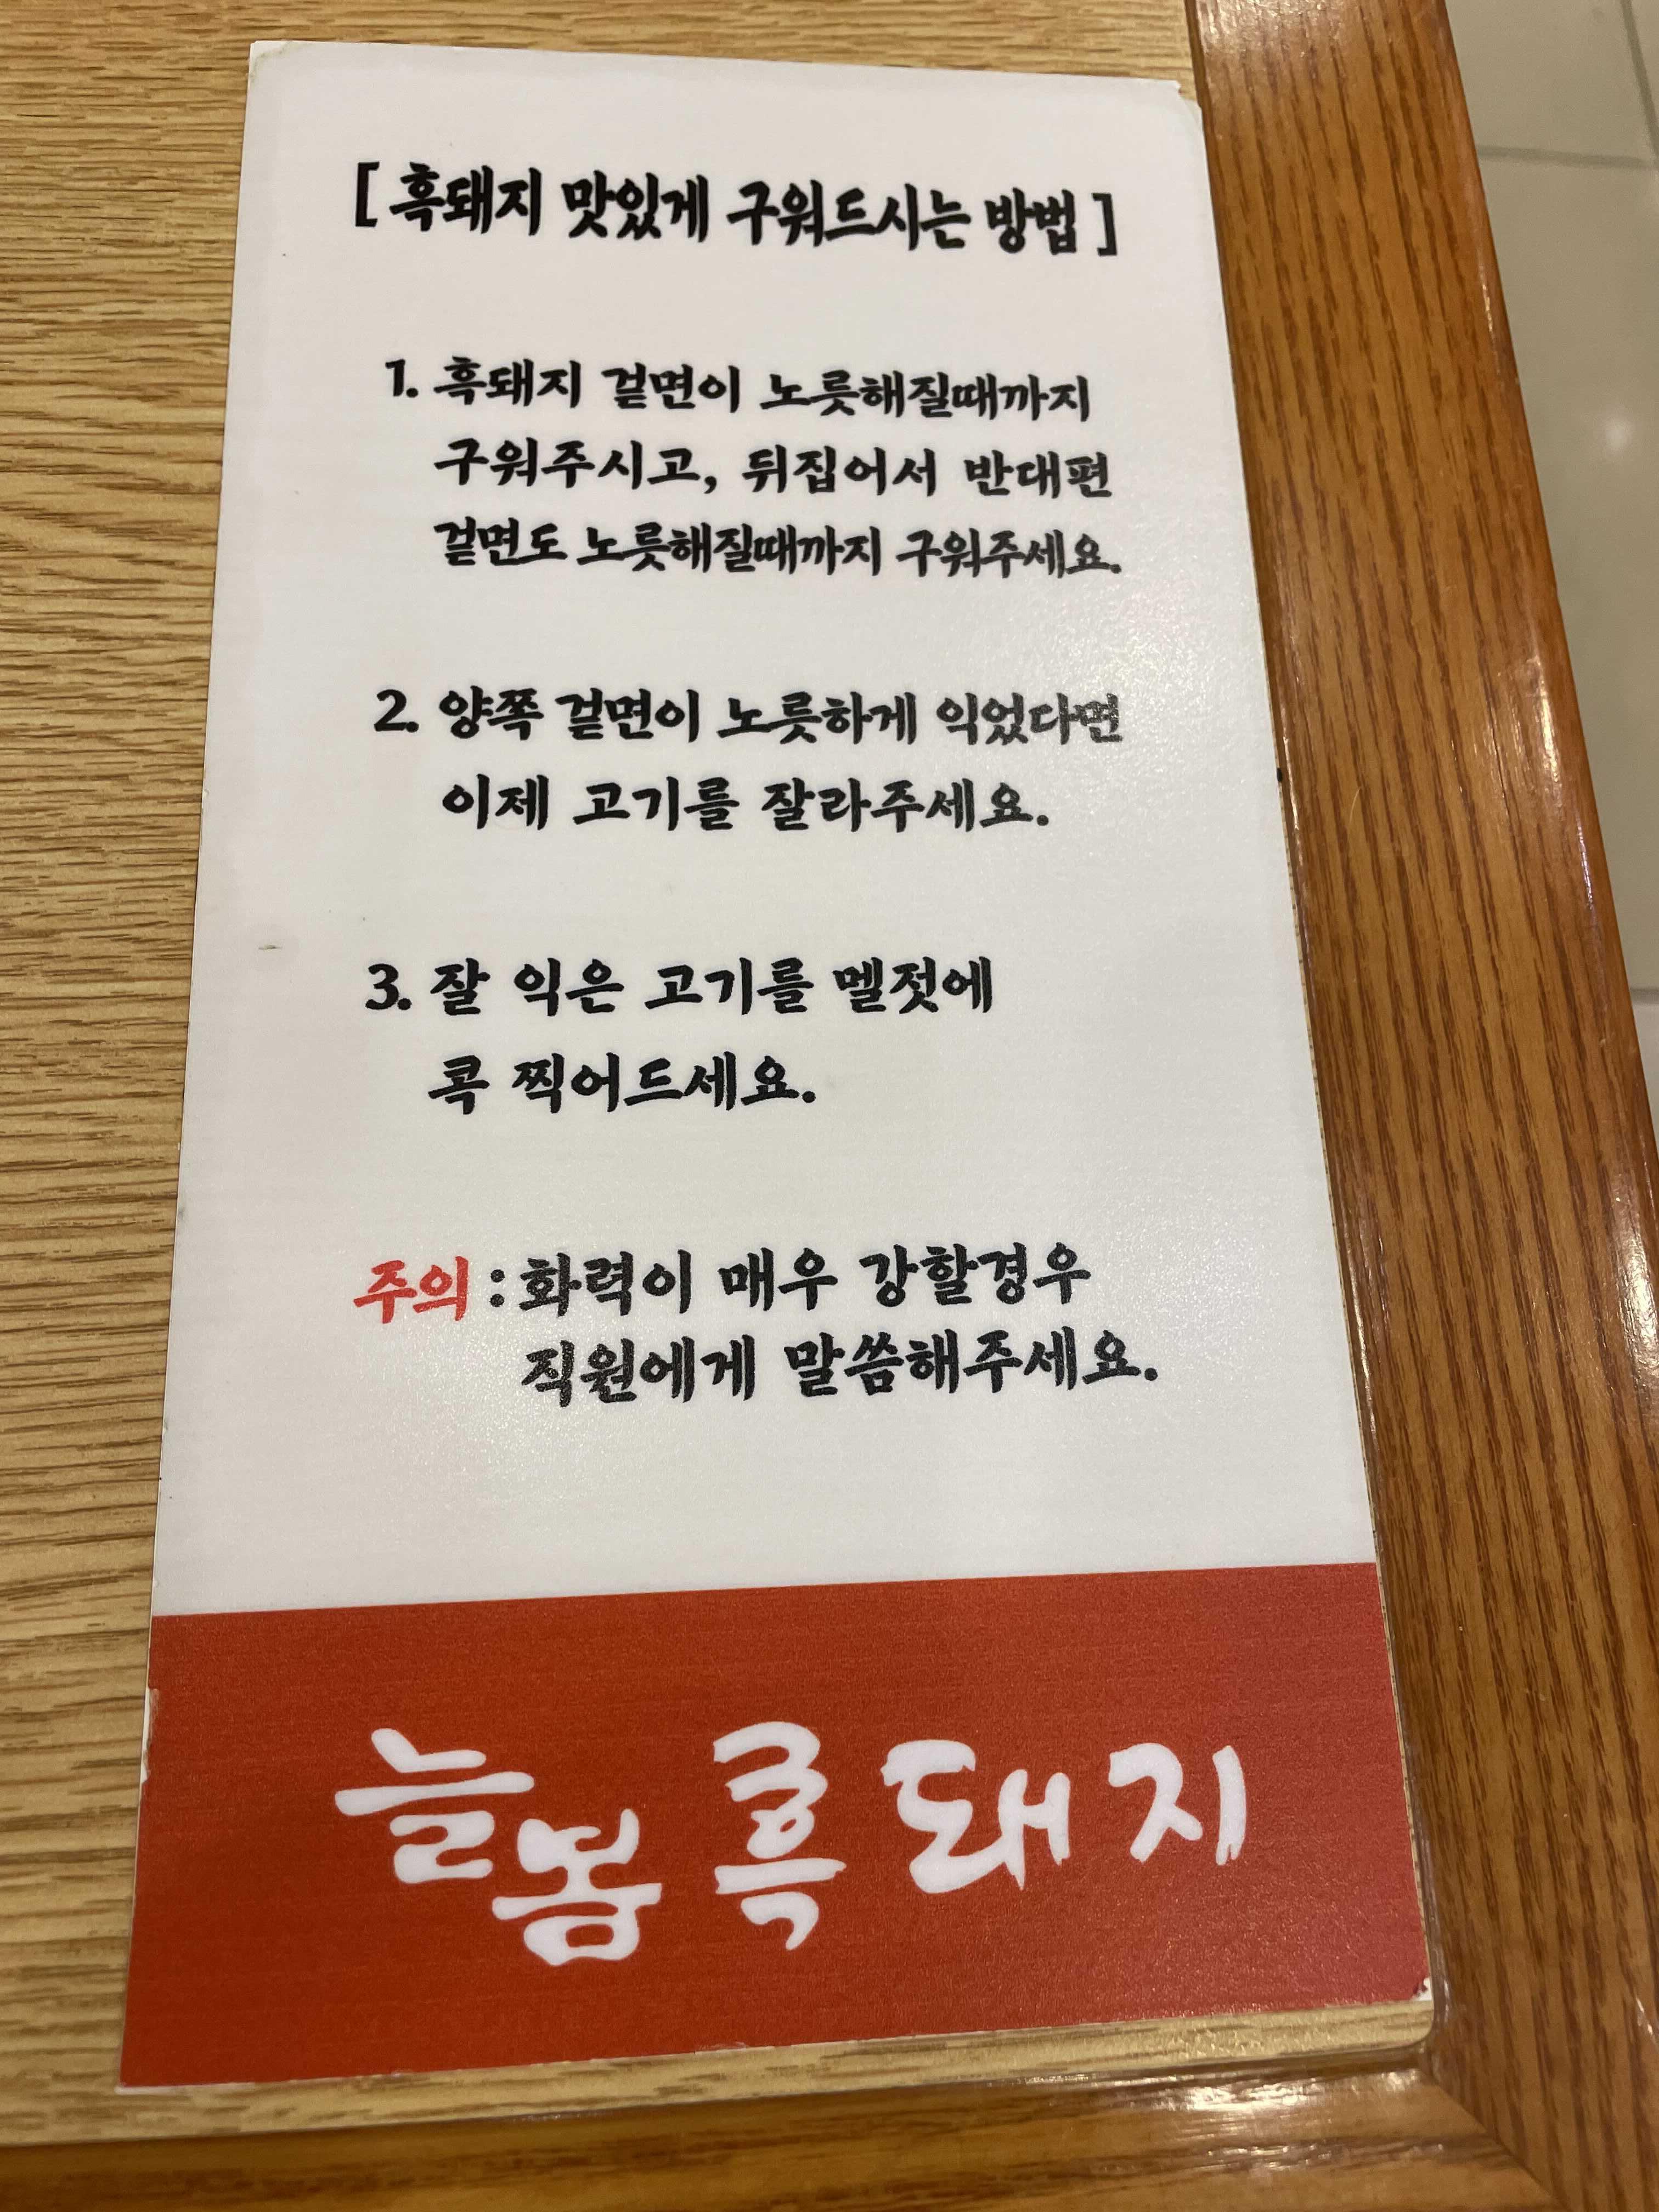 [ 흑돼지 맛있게 구워드시는 방법 ]
1. 흑돼지 겉면이 노릇해질때까지
구워주시고, 뒤집어서 반대편
겉면도 노릇해질때까지 구워주세요.
2. 양쪽 겉면이 노릇하게 익었다면
이제 고기를 잘라주세요.
3. 잘 익은 고기를 멜젓에
콕 찍어드세요.
주의 : 화력이 매우 강할경우
직원에게 말씀해주세요.
늘봄 흑돼지